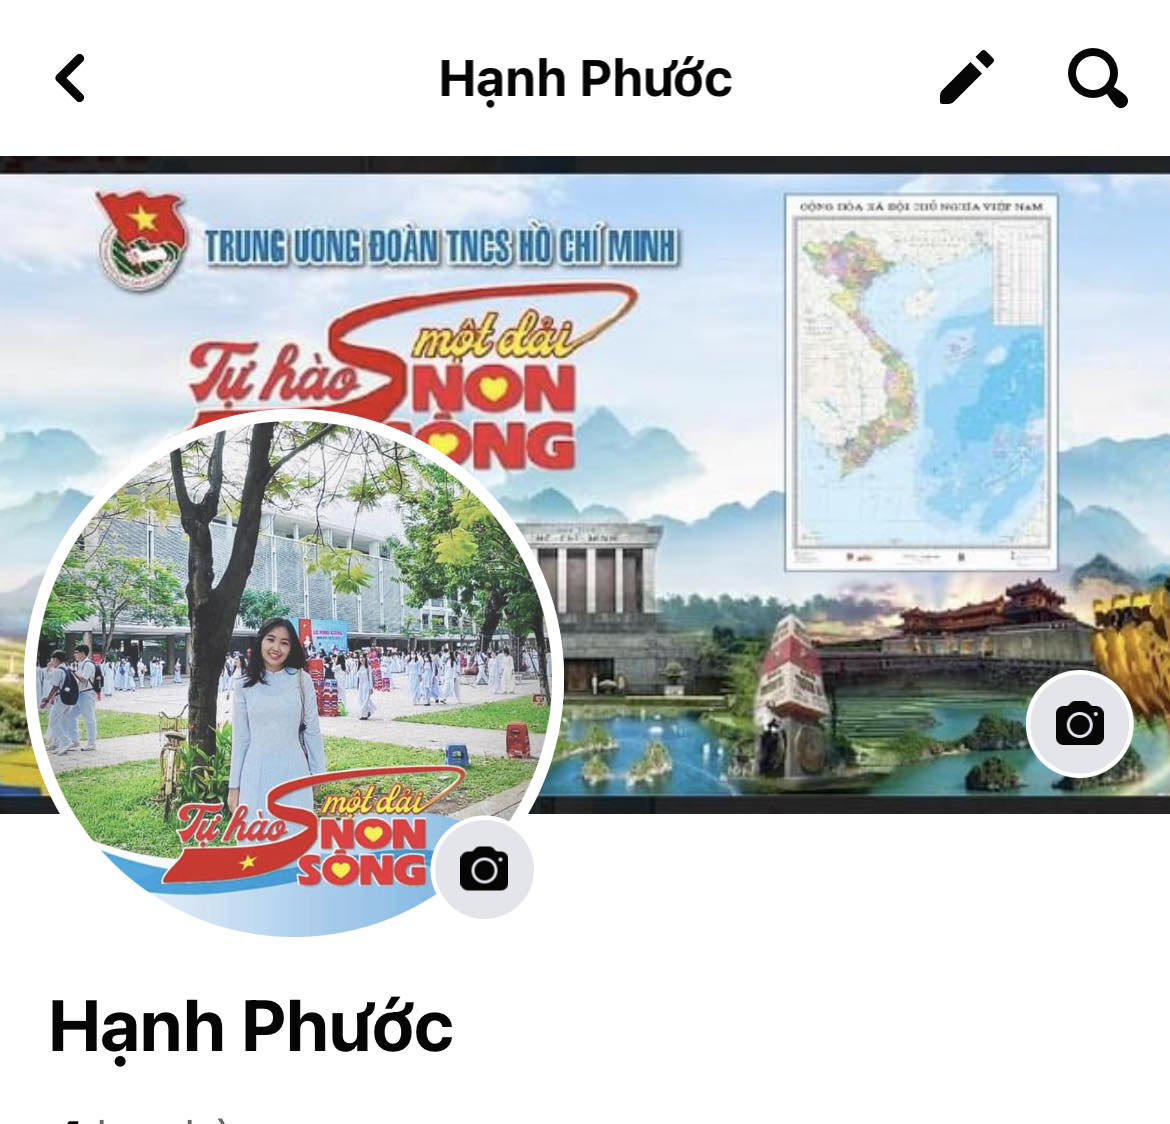 Hạnh Phước
TRUNG ƯƠNG ĐOÀN TNCS HỒ CHÍ MINH
CỘNG HÒA XÃ HỘI CHỦ NGHĨA VIỆT NAM
Tự hào một dải
NON
SÔNG
HỒ-CHÍ-MINH
Tự hào một dải
NON
SÔNG
Hạnh Phước